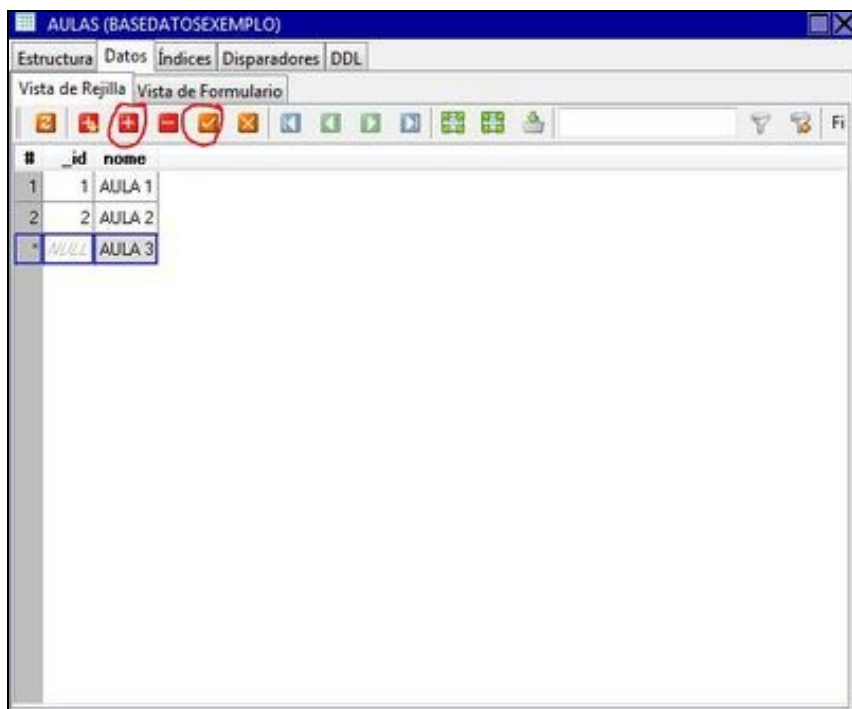 AULAS (BASEDATOSEXEMPLO)
Estructura Datos Índices Disparadores DDL
Vista de Rejilla Vista de Formulario
Fi
# _id nome
1 1 AULA 1
2 2 AULA 2
* NULL AULA 3